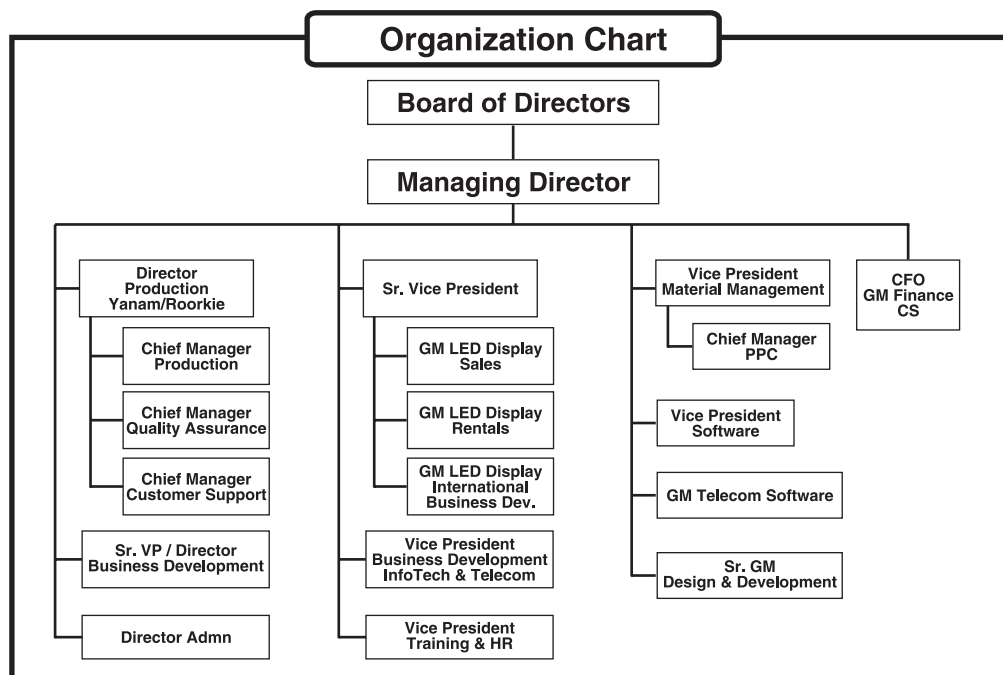 Organization Chart
Board of Directors
Managing Director
Director
Production
Yanam/Roorkie
Chief Manager
Production
Chief Manager
Quality Assurance
Chief Manager
Customer Support
Sr. VP / Director
Business Development
Director Admn
Sr. Vice President
GM LED Display
Sales
GM LED Display
Rentals
GM LED Display
International
Business Dev.
Vice President
Business Development
InfoTech & Telecom
Vice President
Training & HR
Vice President
Material Management
Chief Manager
PPC
Vice President
Software
GM Telecom Software
Sr. GM
Design & Development
CFO
GM Finance
CS